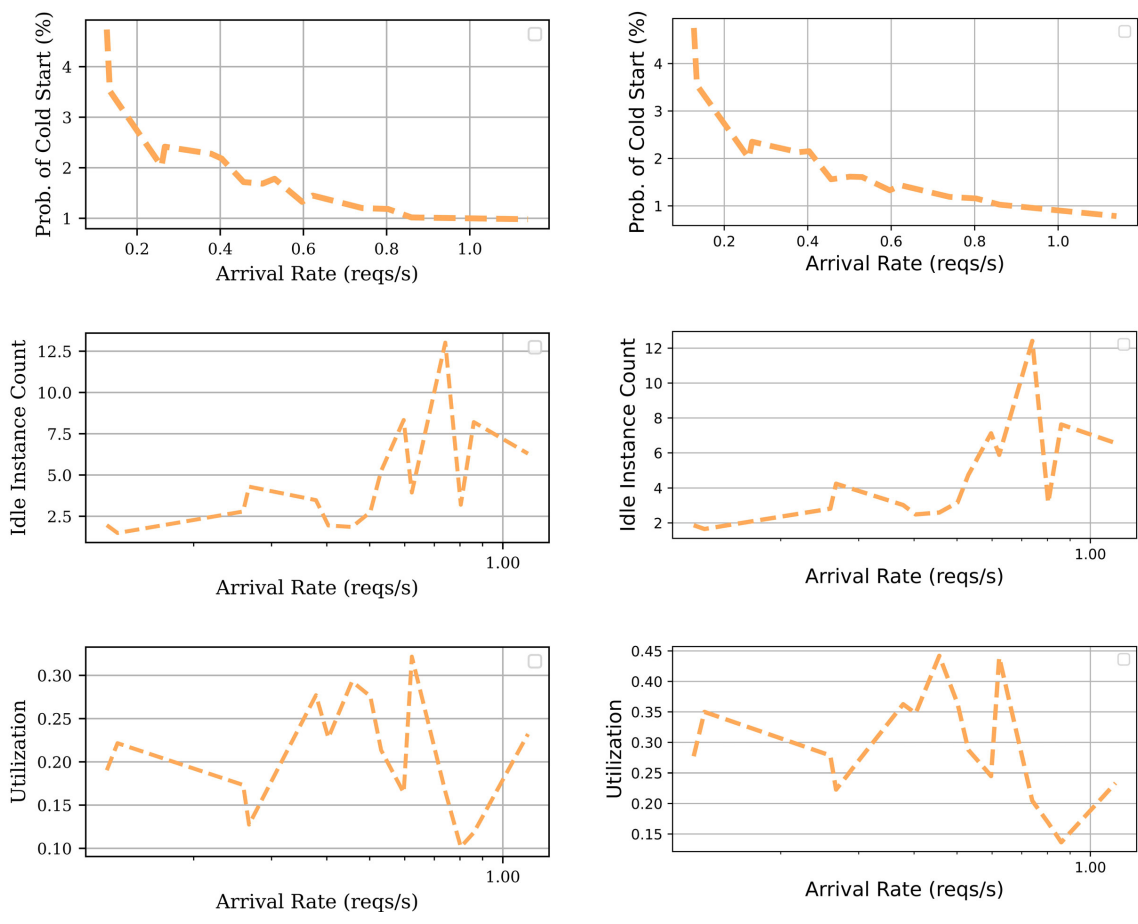 Prob. of Cold Start (%)
4
3
2
1
0.2 0.4 0.6 0.8 1.0
Arrival Rate (reqs/s)
Prob. of Cold Start (%)
4
3
2
1
0.2 0.4 0.6 0.8 1.0
Arrival Rate (reqs/s)
Idle Instance Count
12.5
10.0
7.5
5.0
2.5
1.00
Arrival Rate (reqs/s)
Idle Instance Count
12
10
8
6
4
2
1.00
Arrival Rate (reqs/s)
Utilization
0.30
0.25
0.20
0.15
0.10
1.00
Arrival Rate (reqs/s)
Utilization
0.45
0.40
0.35
0.30
0.25
0.20
0.15
1.00
Arrival Rate (reqs/s)